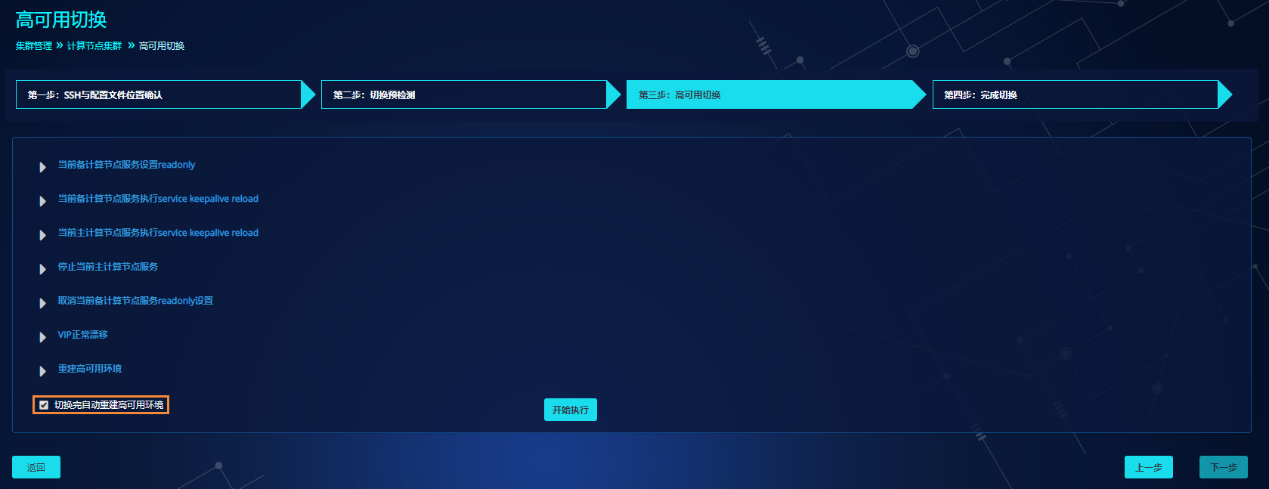 高可用切换
集群管理 » 计算节点集群 » 高可用切换
第一步：SSH与配置文件位置确认
第二步：切换预检测
第三步：高可用切换
第四步：完成切换
当前备计算节点服务设置readonly
当前备计算节点服务执行service keepalive reload
当前主计算节点服务执行service keepalive reload
停止当前主计算节点服务
取消当前备计算节点服务readonly设置
VIP正常漂移
重建高可用环境
切换完自动重建高可用环境
开始执行
返回
上一步
下一步